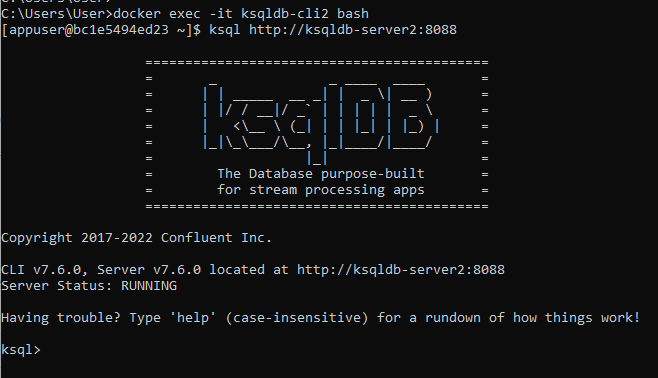 C:\Users\User>docker exec -it ksqldb-cli2 bash
[appuser@bc1e5494ed23 ~]$ ksql http://ksqldb-server2:8088
===========================================
=       _              _ ____  ____       =
=      | | _____  __ _| |  _ \| __ )      =
=      | |/ / __|/ _` | | | | |  _ \      =
=      |   <\__ \ (_| | | |_| | |_) |     =
=      |_|\_\___/\__, |_|____/|____/      =
=                   |_|                   =
=        The Database purpose-built       =
=        for stream processing apps       =
===========================================
Copyright 2017-2022 Confluent Inc.
CLI v7.6.0, Server v7.6.0 located at http://ksqldb-server2:8088
Server Status: RUNNING
Having trouble? Type 'help' (case-insensitive) for a rundown of how things work!
ksql>